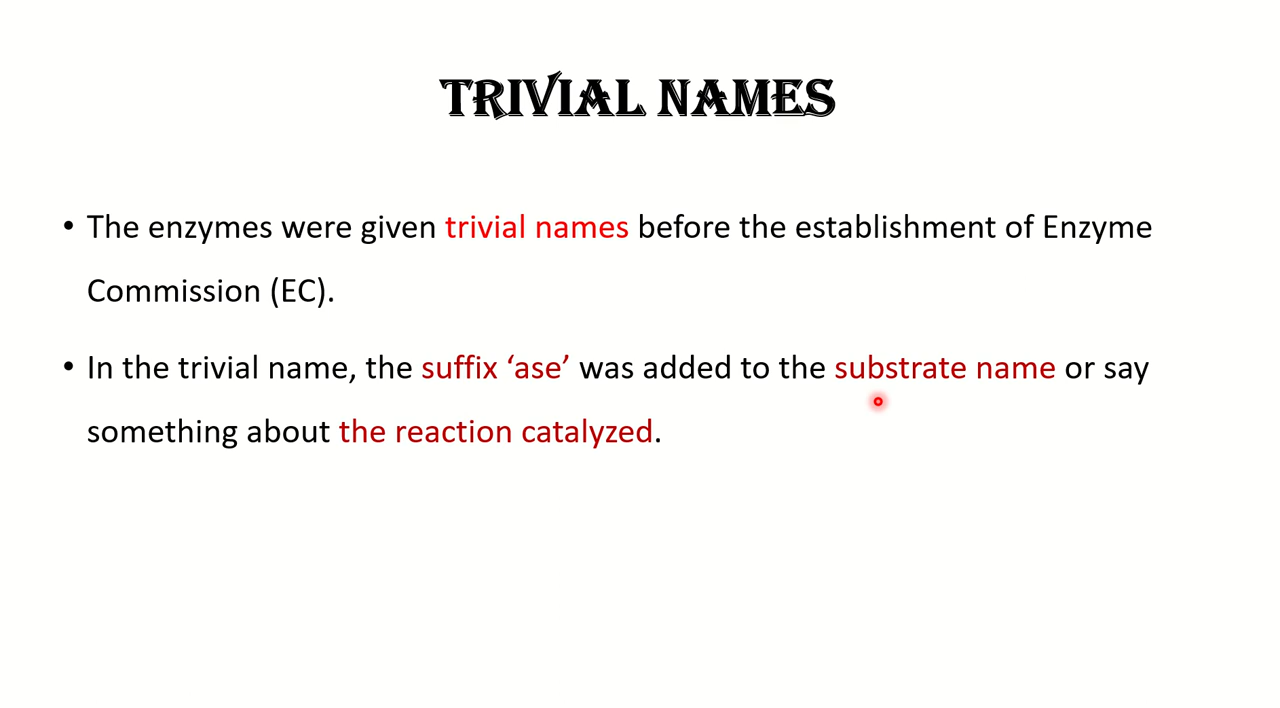 TRIVIAL NAMES
• The enzymes were given trivial names before the establishment of Enzyme
Commission (EC).
• In the trivial name, the suffix ‘ase’ was added to the substrate name or say
something about the reaction catalyzed.